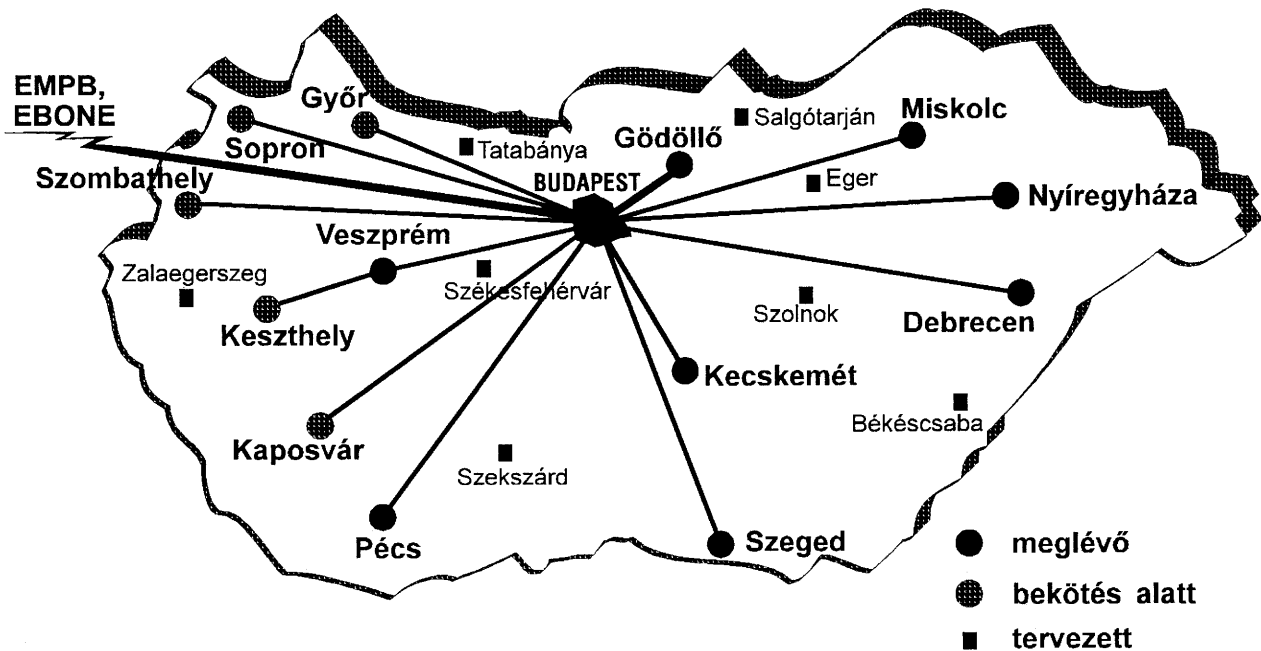 EMPB,
EBONE
Győr
Sopron
Szombathely
Tatabánya
BUDAPEST
Gödöllő
Salgótarján
Miskolc
Eger
Nyíregyháza
Veszprém
Zalaegerszeg
Székesfehérvár
Keszthely
Szolnok
Debrecen
Kecskemét
Békéscsaba
Kaposvár
Szekszárd
Pécs
Szeged
meglévő
bekötés alatt
tervezett